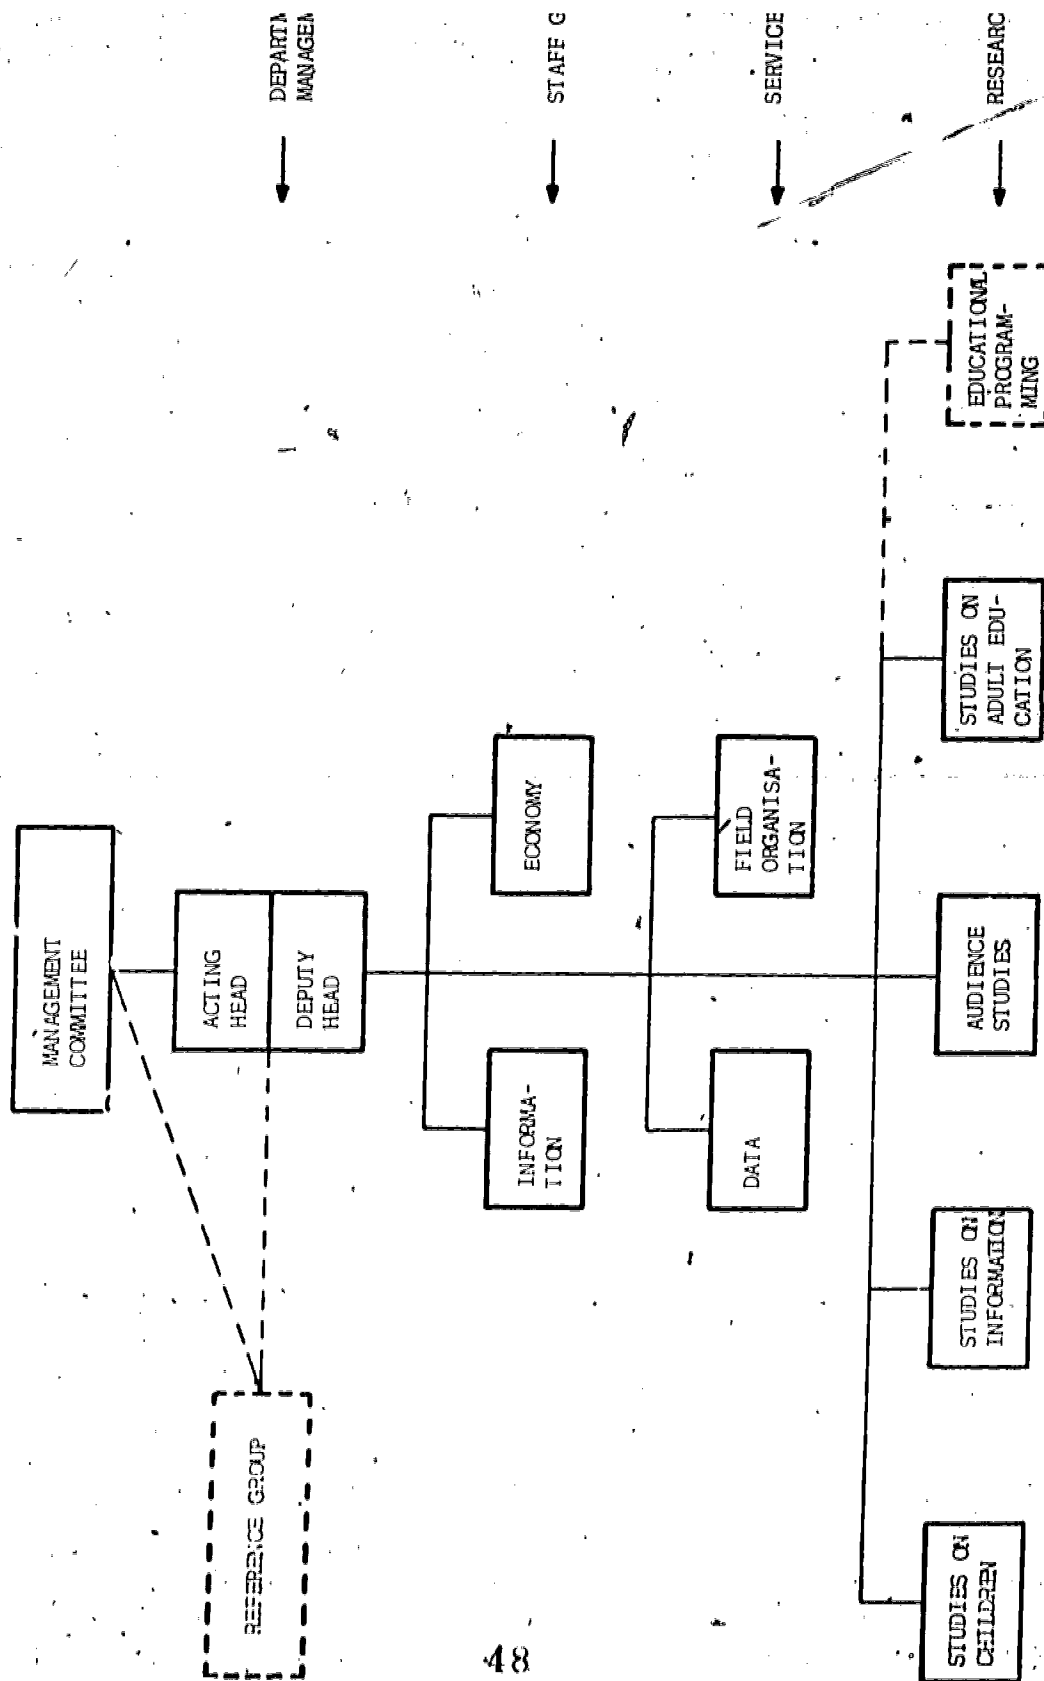 MANAGEMENT
COMMITTEE
REFERENCE GROUP
ACTING
HEAD
DEPUTY
HEAD
DEPARTM
MANAGEM
INFORMA-
TION
ECONOMY
STAFF G
DATA
FIELD
ORGANISA-
TION
SERVICE
STUDIES ON
CHILDREN
STUDIES ON
INFORMATION
AUDIENCE
STUDIES
STUDIES ON
ADULT EDU-
CATION
EDUCATIONAL
PROGRAM-
MING
RESEARC
48